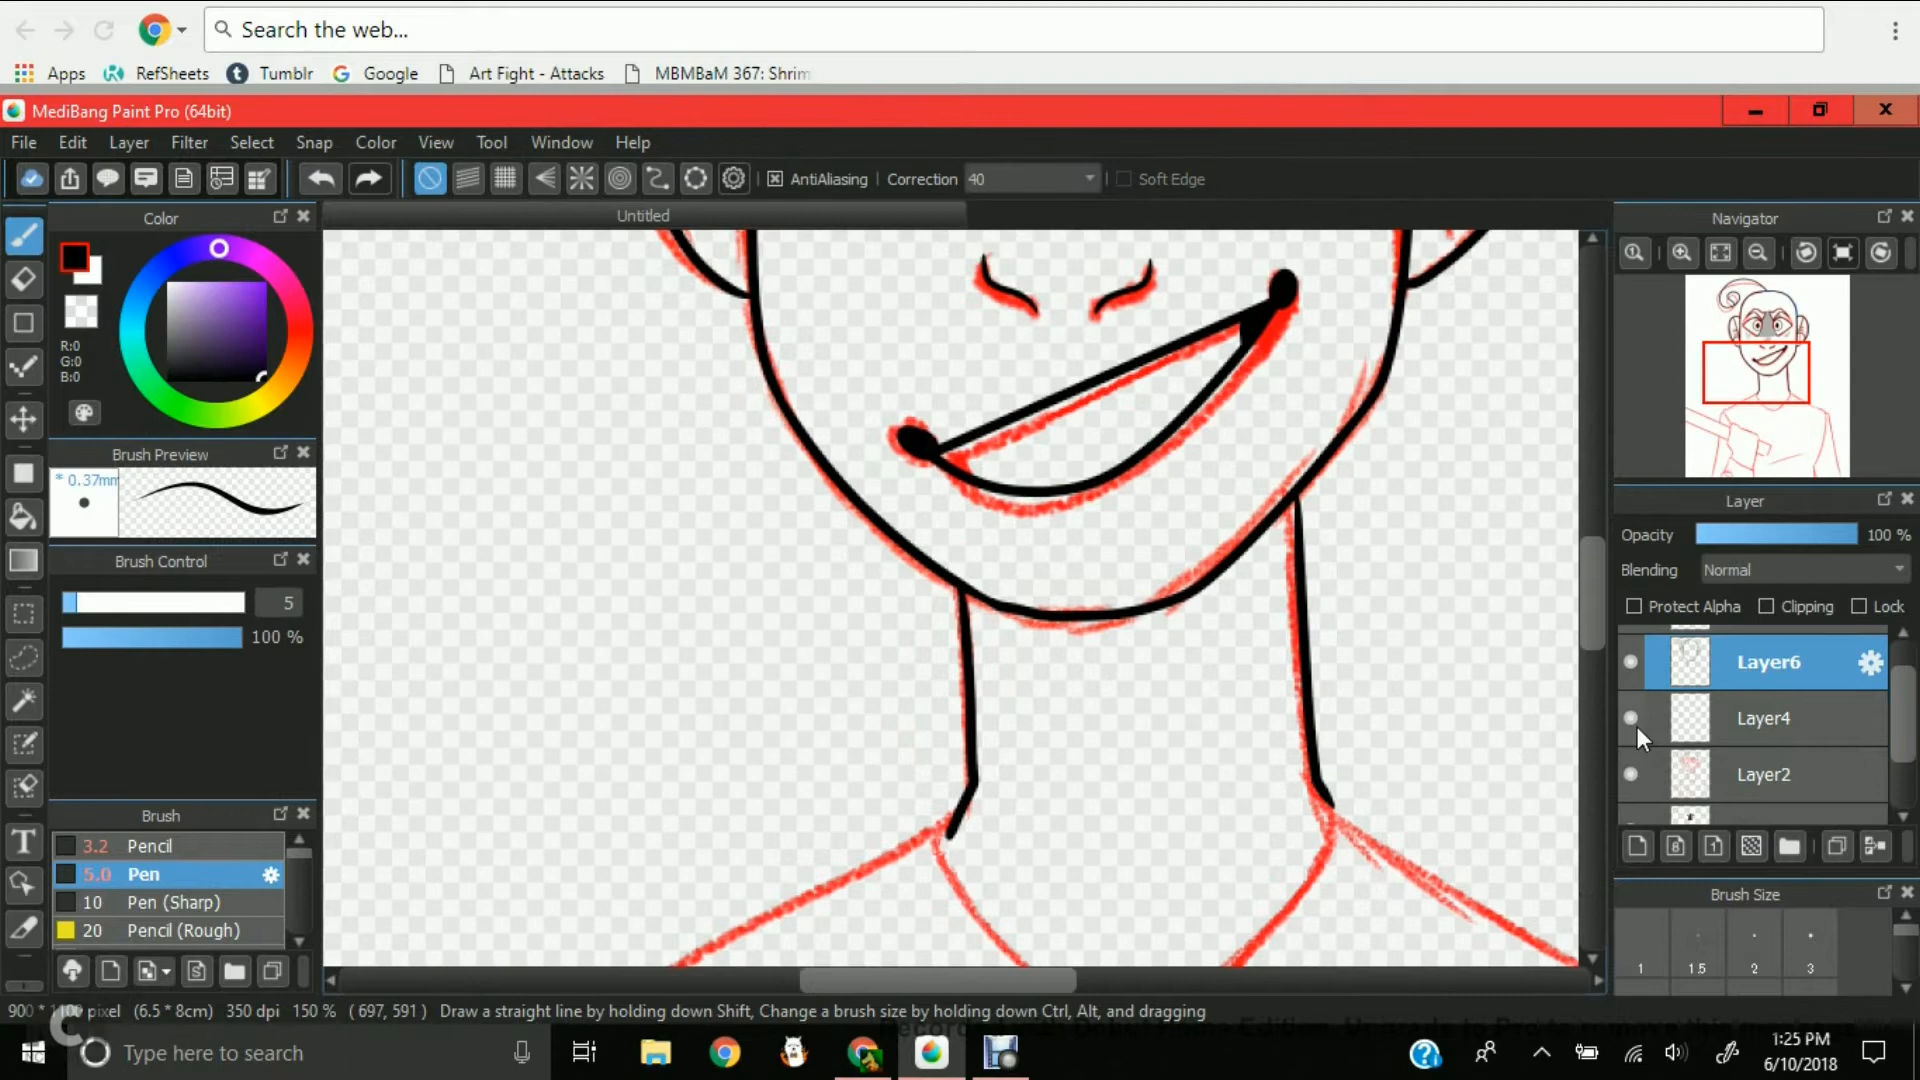 Search the web...
Apps RefSheets Tumblr Google Art Fight - Attacks MBMBaM 367: Shrim
MediBang Paint Pro (64bit)
File Edit Layer Filter Select Snap Color View Tool Window Help
AntiAliasing Correction 40 Soft Edge
Color
Untitled
Navigator
R:0
G:0
B:0
Brush Preview
* 0.37mm
Brush Control
5
100 %
Layer
Opacity 100 %
Blending Normal
Protect Alpha Clipping Lock
Layer6
Layer4
Layer2
Brush
3.2 Pencil
5.0 Pen
10 Pen (Sharp)
20 Pencil (Rough)
Brush Size
1 1.5 2 3
900 * 1100 pixel (6.5 * 8cm) 350 dpi 150 % ( 697, 591 ) Draw a straight line by holding down Shift, Change a brush size by holding down Ctrl, Alt, and dragging
Type here to search
1:25 PM
6/10/2018